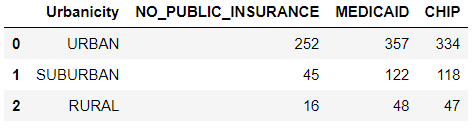 Urbanicity NO_PUBLIC_INSURANCE MEDICAID CHIP
0 URBAN 252 357 334
1 SUBURBAN 45 122 118
2 RURAL 16 48 47